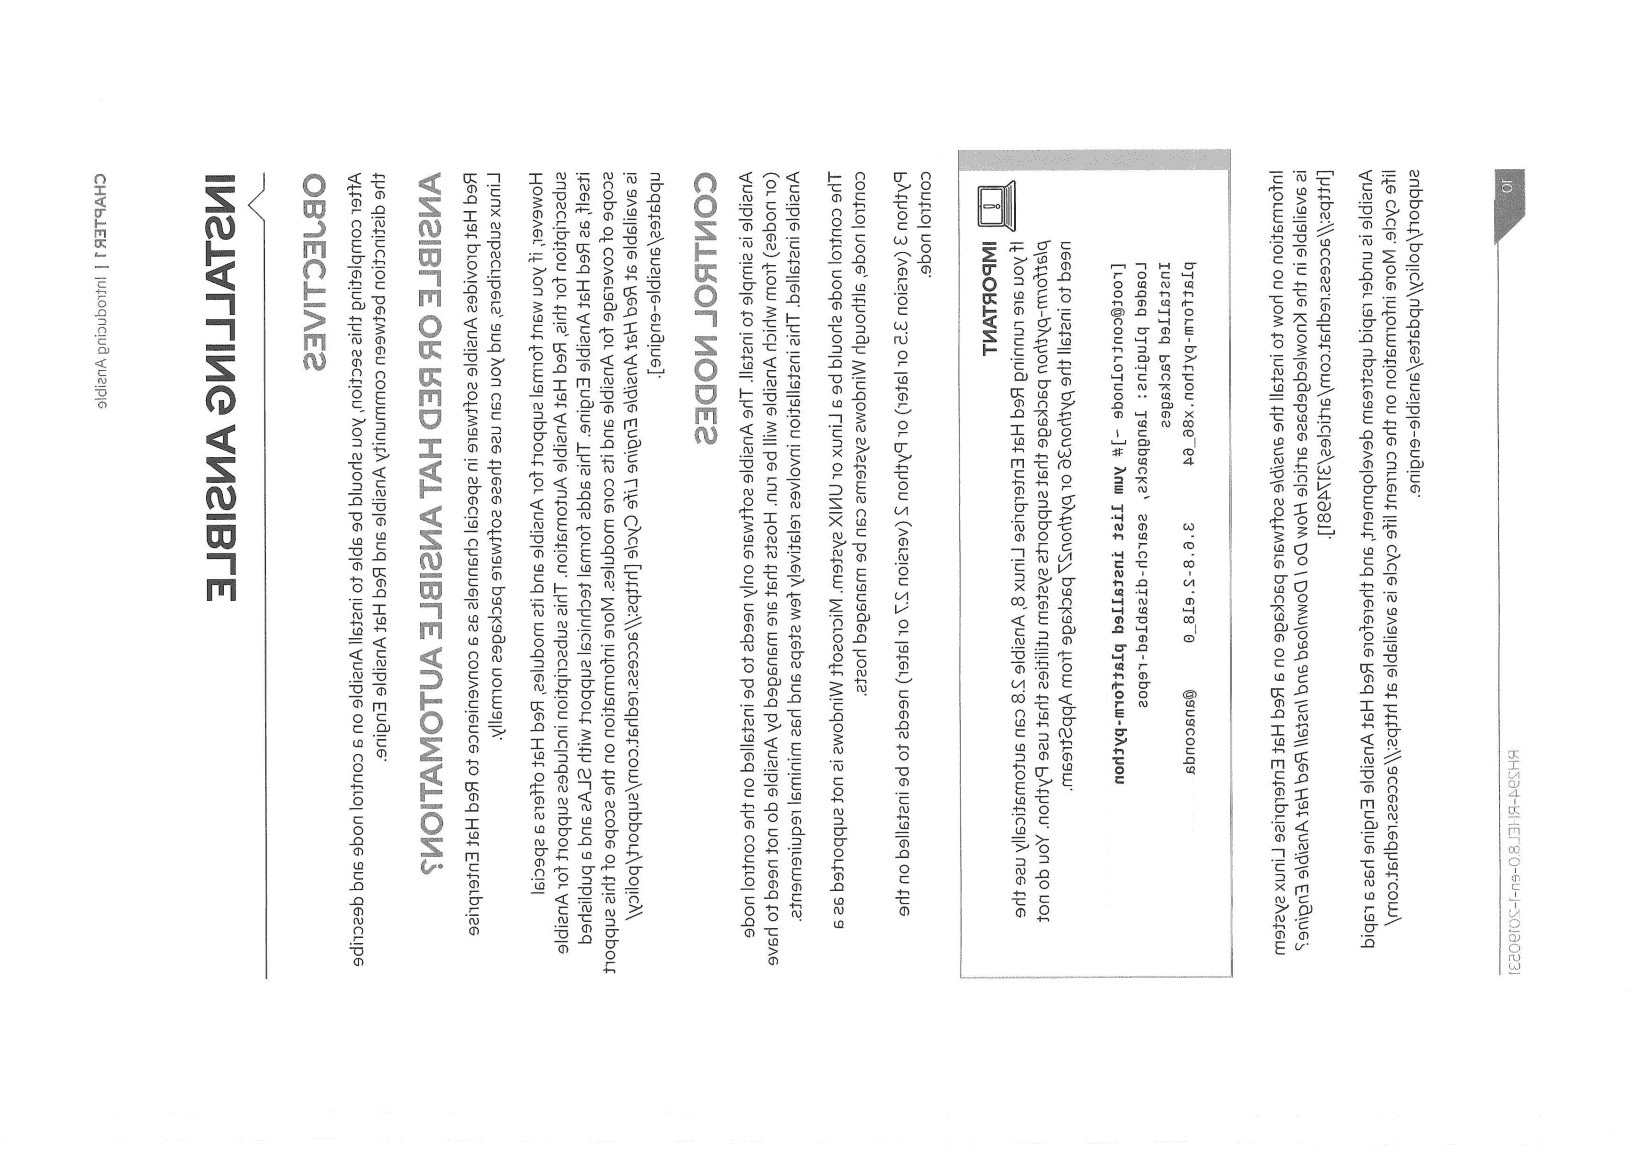 CHAPTER 1 | Introducing Ansible
INSTALLING ANSIBLE
OBJECTIVES
After completing this section, you should be able to install Ansible on a control node and describe
the distinction between community Ansible and Red Hat Ansible Engine.
ANSIBLE OR RED HAT ANSIBLE AUTOMATION?
Red Hat provides Ansible software in special channels as a convenience to Red Hat Enterprise
Linux subscribers, and you can use these software packages normally.
However, if you want formal support for Ansible and its modules, Red Hat offers a special
subscription for this, Red Hat Ansible Automation. This subscription includes support for Ansible
itself, as Red Hat Ansible Engine. This adds formal technical support with SLAs and a published
scope of coverage for Ansible and its core modules. More information on the scope of this support
is available at Red Hat Ansible Engine Life Cycle [https://access.redhat.com/support/policy/
updates/ansible-engine].
CONTROL NODES
Ansible is simple to install. The Ansible software only needs to be installed on the control node
(or nodes) from which Ansible will be run. Hosts that are managed by Ansible do not need to have
Ansible installed. This installation involves relatively few steps and has minimal requirements.
The control node should be a Linux or UNIX system. Microsoft Windows is not supported as a
control node, although Windows systems can be managed hosts.
Python 3 (version 3.5 or later) or Python 2 (version 2.7 or later) needs to be installed on the
control node.
IMPORTANT
If you are running Red Hat Enterprise Linux 8, Ansible 2.8 can automatically use the
platform-python package that supports system utilities that use Python. You do not
need to install the python36 or python27 package from AppStream.
[root@controlnode ~]# yum list installed platform-python
Loaded plugins: langpacks, search-disabled-repos
Installed Packages
platform-python.x86_64 3.6.8-2.el8_0 @anaconda
Information on how to install the ansible software package on a Red Hat Enterprise Linux system
is available in the Knowledgebase article How Do I Download and Install Red Hat Ansible Engine?
[https://access.redhat.com/articles/3174981].
Ansible is under rapid upstream development, and therefore Red Hat Ansible Engine has a rapid
life cycle. More information on the current life cycle is available at https://access.redhat.com/
support/policy/updates/ansible-engine.
10
RH294-RHEL8.0-en-1-20190531